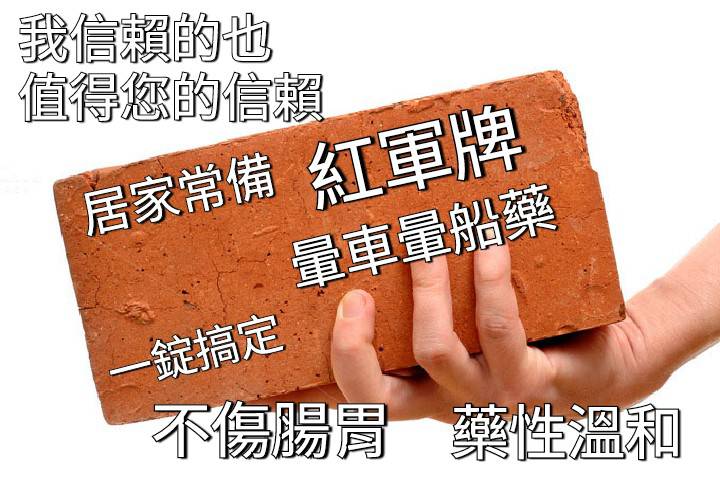 我信賴的也
值得您的信賴
居家常備
紅軍牌
暈車暈船藥
一錠搞定
不傷腸胃
藥性溫和